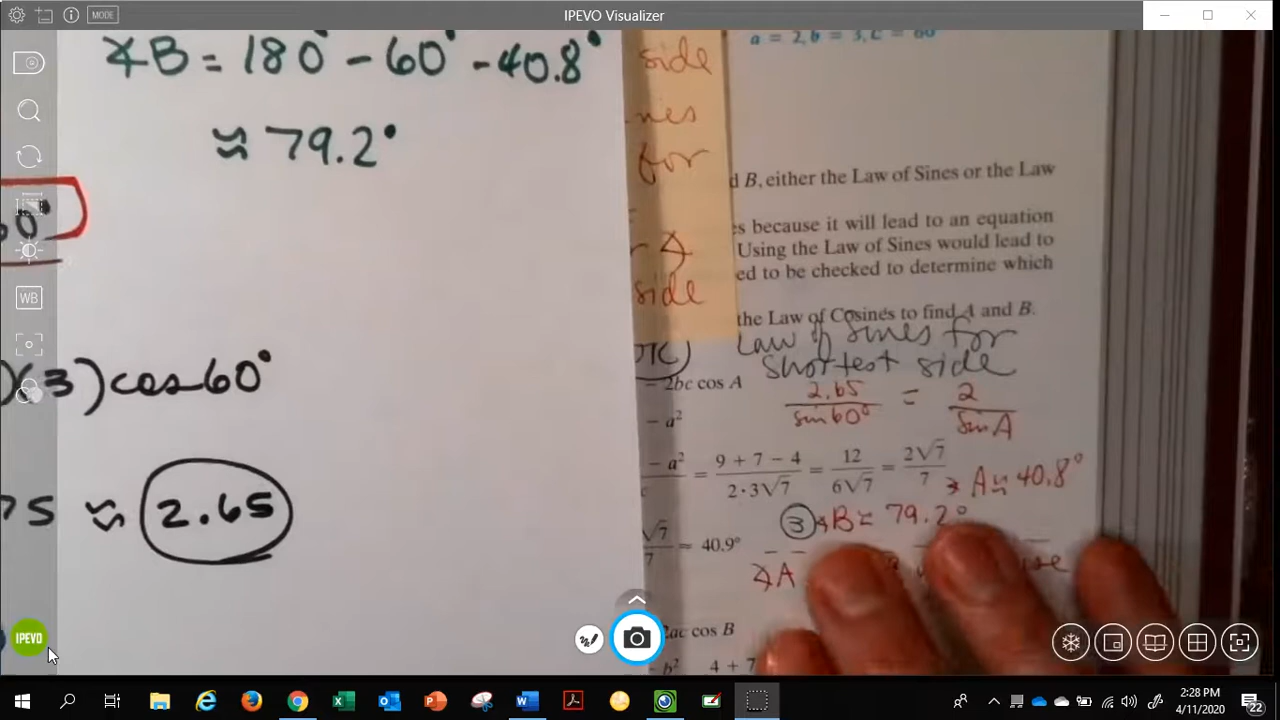 IPEVO Visualizer
MODE
∡B = 180° - 60° - 40.8°
≈ 79.2°
60°
)(3) cos 60°
75 ≈ 2.65
WB
IPEVO
side
for
side
a = 2, b = 3, C = 60°
d B, either the Law of Sines or the Law
s because it will lead to an equation
Using the Law of Sines would lead to
ed to be checked to determine which
the Law of Cosines to find A and B.
Law of Sines for
shortest side
- 2bc cos A
2.65 / sin 60° = 2 / sin A
- a²
- a² / = 9 + 7 - 4 / 2 · 3√7 = 12 / 6√7 = 2√7 / 7
→ A ≈ 40.8°
③ ∡B ≈ 79.2°
√7 / 7 ≈ 40.9°
∡A
2ac cos B
- b² 4 + 7
2:28 PM
4/11/2020
22